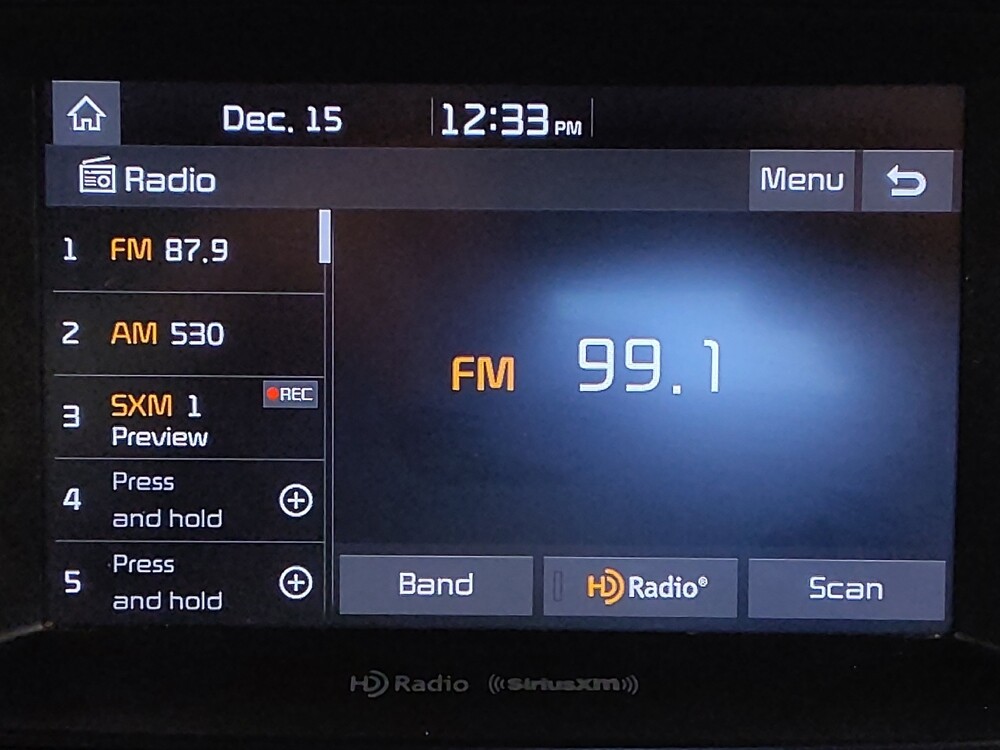 Dec. 15
12:33 PM
Radio
Menu
1 FM 87.9
2 AM 530
3 SXM 1
REC
Preview
4 Press
and hold
5 Press
and hold
FM 99.1
Band
HD Radio®
Scan
HD Radio
((SiriusXM))